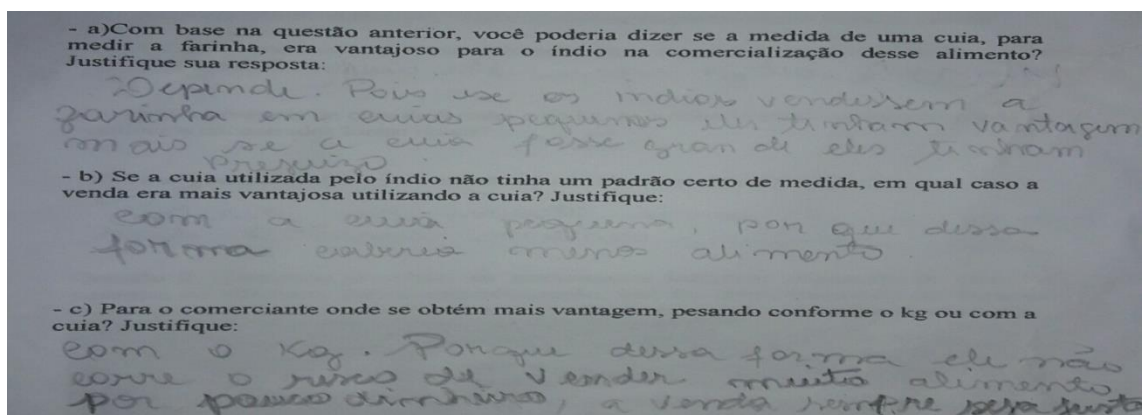 - a)Com base na questão anterior, você poderia dizer se a medida de uma cuia, para
medir a farinha, era vantajoso para o índio na comercialização desse alimento?
Justifique sua resposta:
Depende. Pois se os indios vendessem a
farinha em cuias pequenas eles tinham vantagem
mais se a cuia fosse grande eles tinham
prejuizo.
- b) Se a cuia utilizada pelo índio não tinha um padrão certo de medida, em qual caso a
venda era mais vantajosa utilizando a cuia? Justifique:
com a cuia pequena, por que dessa
forma caberia menos alimento.
- c) Para o comerciante onde se obtém mais vantagem, pesando conforme o kg ou com a
cuia? Justifique:
com o Kg. Porque dessa forma ele não
corre o risco de vender muito alimento
por pouco dinheiro, a venda sempre sera justa